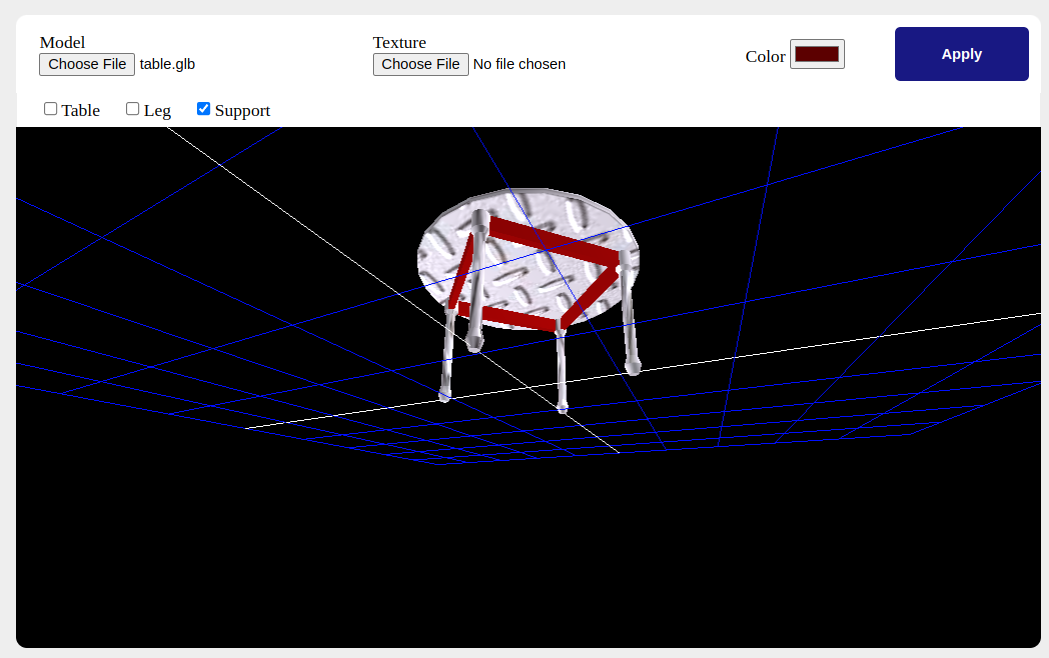 Model
Choose File table.glb
Texture
Choose File No file chosen
Color
Apply
Table Leg Support